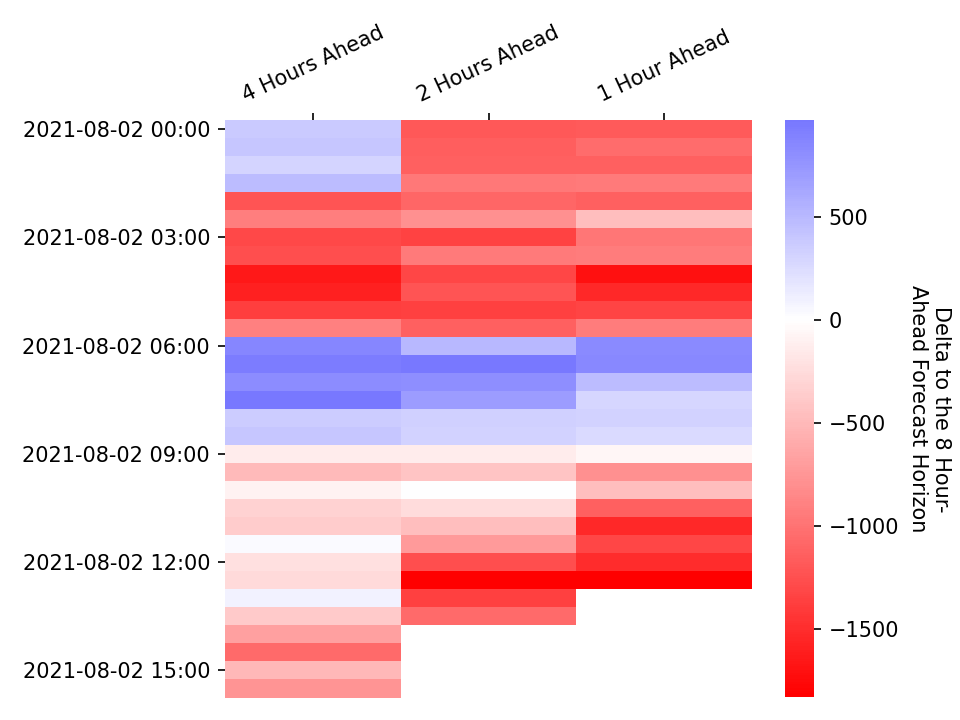 4 Hours Ahead
2 Hours Ahead
1 Hour Ahead
2021-08-02 00:00
2021-08-02 03:00
2021-08-02 06:00
2021-08-02 09:00
2021-08-02 12:00
2021-08-02 15:00
500
0
−500
−1000
−1500
Delta to the 8 Hour-
Ahead Forecast Horizon